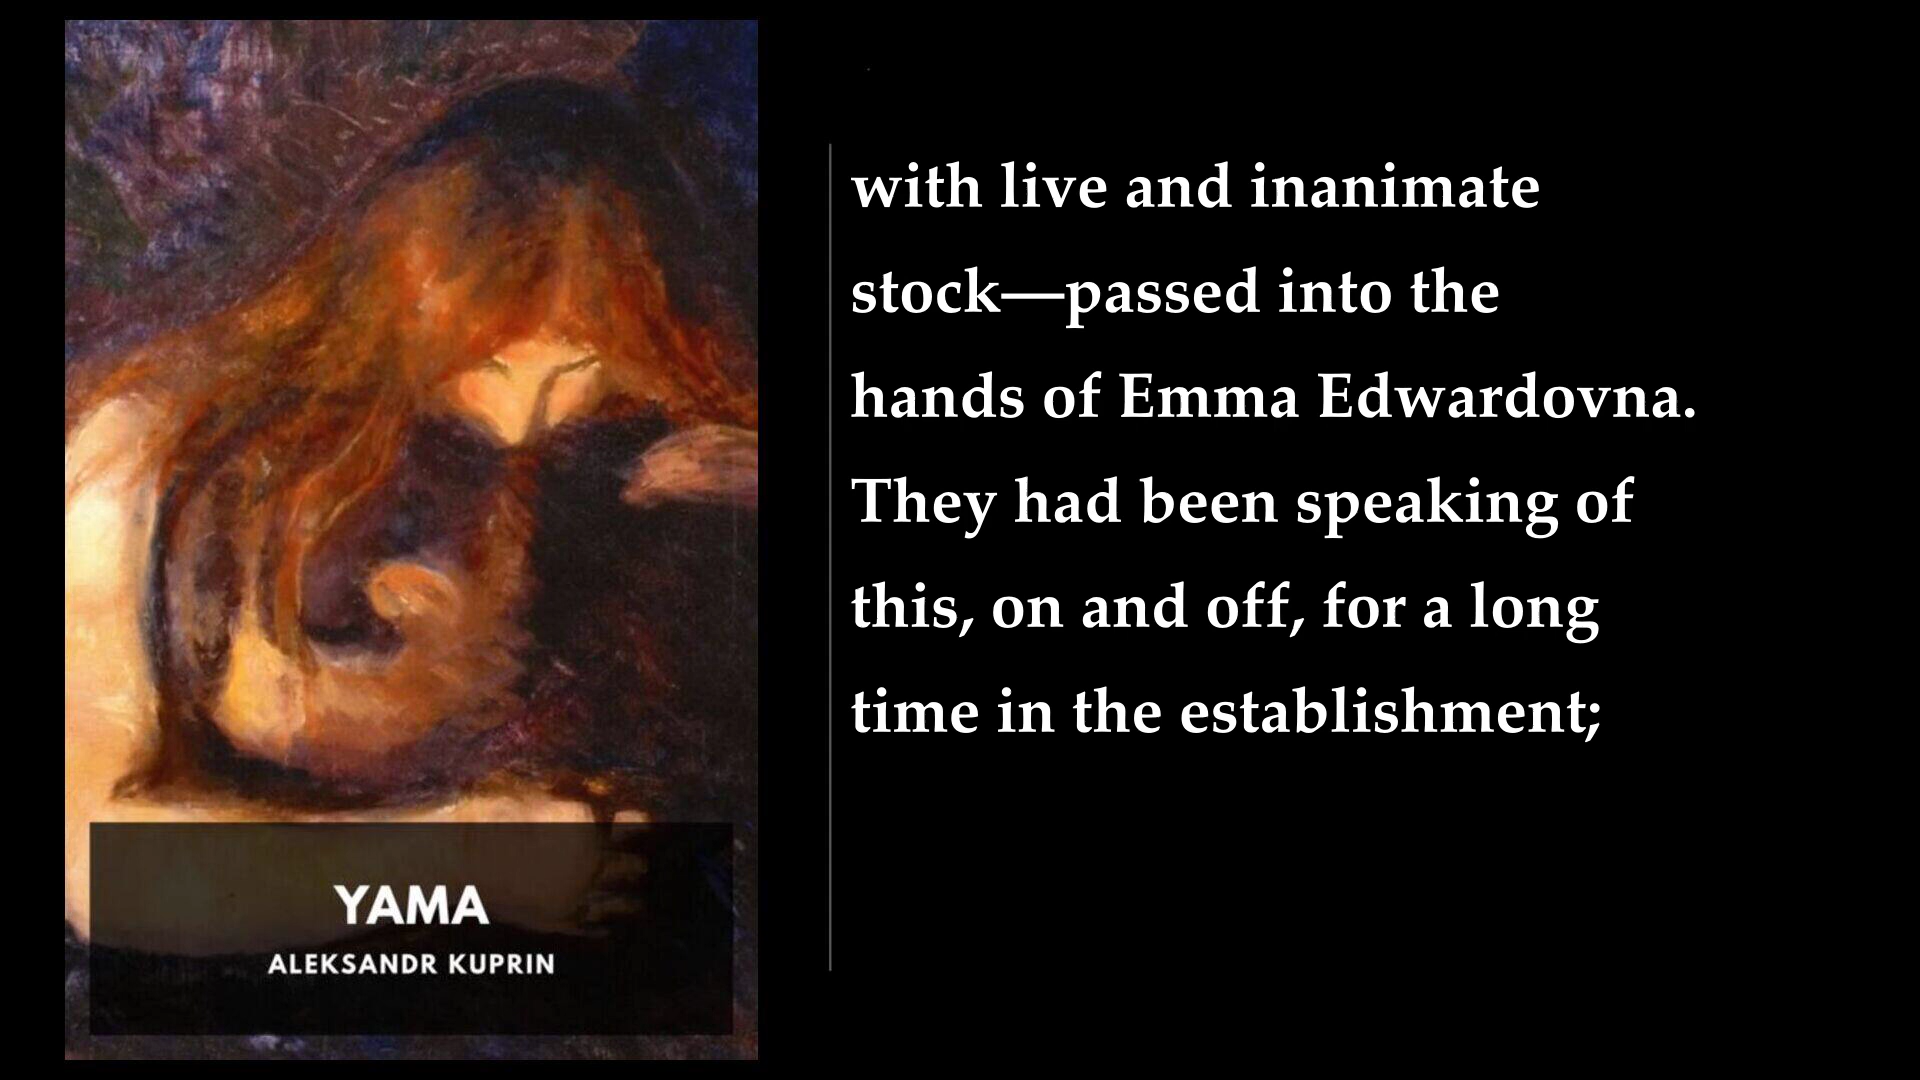 with live and inanimate
stock—passed into the
hands of Emma Edwardovna.
They had been speaking of
this, on and off, for a long
time in the establishment;
YAMA
ALEKSANDR KUPRIN